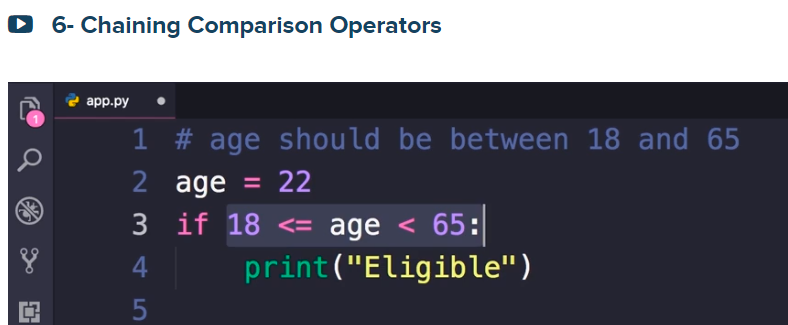 6- Chaining Comparison Operators
app.py
1
1 # age should be between 18 and 65
2 age = 22
3 if 18 <= age < 65:
4     print("Eligible")
5